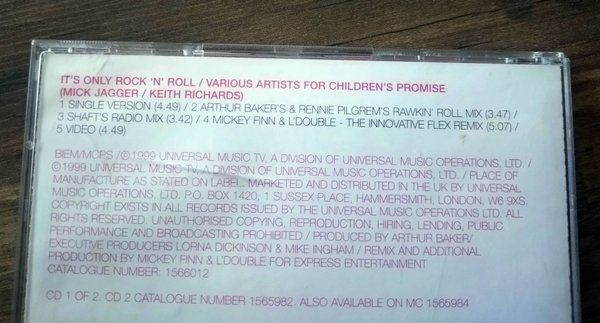 IT'S ONLY ROCK 'N' ROLL / VARIOUS ARTISTS FOR CHILDREN'S PROMISE
(MICK JAGGER / KEITH RICHARDS)
1 SINGLE VERSION (4.49) / 2 ARTHUR BAKER'S & RENNIE PILGREM'S RAWKIN' ROLL MIX (3.47) /
3 SHAFT'S RADIO MIX (3.42) / 4 MICKEY FINN & L'DOUBLE - THE INNOVATIVE FLEX REMIX (5.07) /
5 VIDEO (4.49)
BIEM/MCPS / ℗1999 UNIVERSAL MUSIC TV, A DIVISION OF UNIVERSAL MUSIC OPERATIONS, LTD. /
©1999 UNIVERSAL MUSIC TV, A DIVISION OF UNIVERSAL MUSIC OPERATIONS, LTD. / PLACE OF
MANUFACTURE AS STATED ON LABEL. MARKETED AND DISTRIBUTED IN THE UK BY UNIVERSAL
MUSIC OPERATIONS, LTD. P.O. BOX 1420, 1 SUSSEX PLACE, HAMMERSMITH, LONDON, W6 9XS.
COPYRIGHT EXISTS IN ALL RECORDS ISSUED BY THE UNIVERSAL MUSIC OPERATIONS LTD. ALL
RIGHTS RESERVED. UNAUTHORISED COPYING, REPRODUCTION, HIRING, LENDING, PUBLIC
PERFORMANCE AND BROADCASTING PROHIBITED / PRODUCED BY ARTHUR BAKER/
EXECUTIVE PRODUCERS LORNA DICKINSON & MIKE INGHAM / REMIX AND ADDITIONAL
PRODUCTION BY MICKEY FINN & L'DOUBLE FOR EXPRESS ENTERTAINMENT
CATALOGUE NUMBER: 1566012
CD 1 OF 2. CD 2 CATALOGUE NUMBER 1565982. ALSO AVAILABLE ON MC 1565984